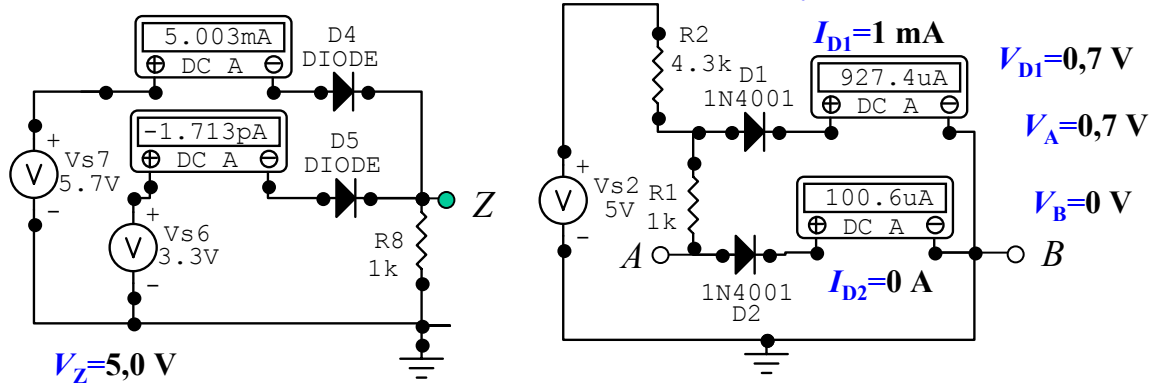 5.003mA
DC A
D4
DIODE
-1.713pA
DC A
D5
DIODE
Vs7
5.7V
+
-
Vs6
3.3V
+
-
Z
R8
1k
VZ=5,0 V
R2
4.3k
D1
1N4001
ID1=1 mA
927.4uA
DC A
VD1=0,7 V
VA=0,7 V
Vs2
5V
+
-
V
R1
1k
100.6uA
DC A
VB=0 V
A
B
1N4001
D2
ID2=0 A
V
V